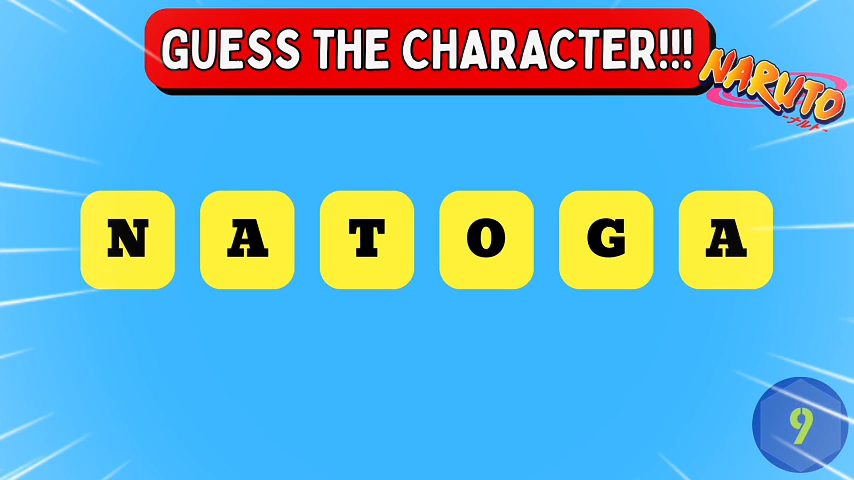 GUESS THE CHARACTER!!!
NARUTO
-ナルト-
N A T O G A
9